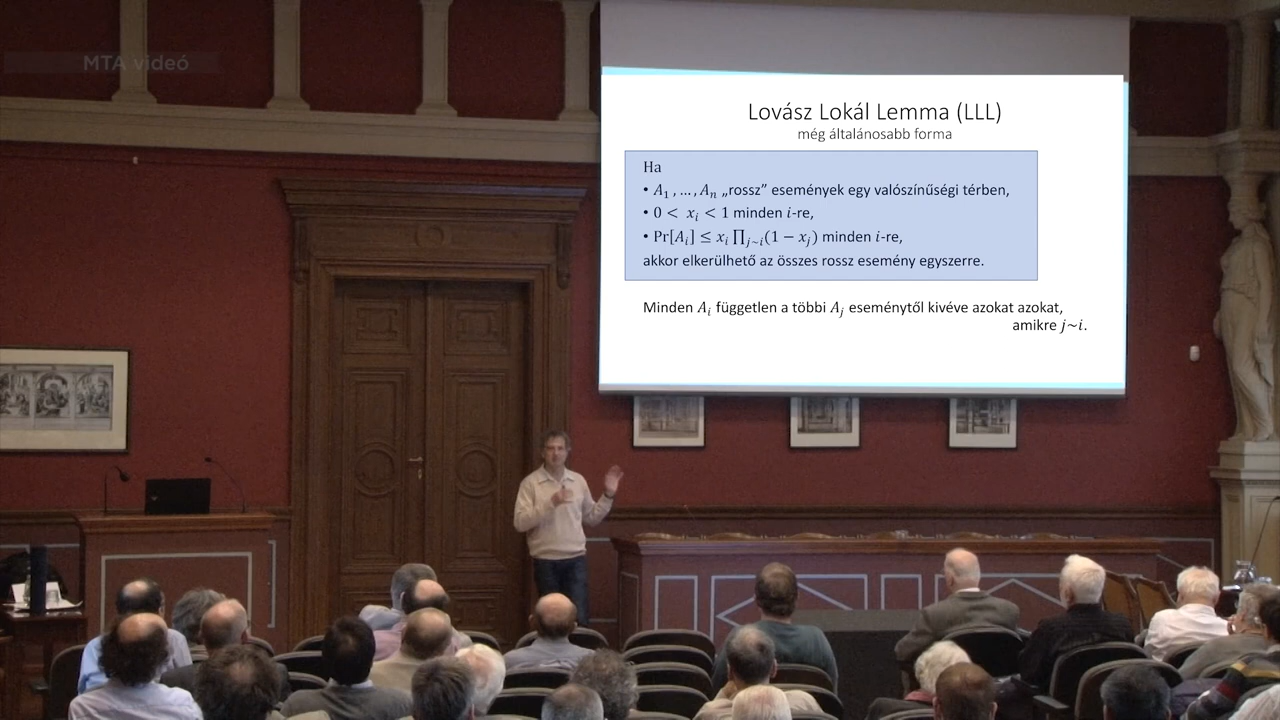 MTA videó
Lovász Lokál Lemma (LLL)
még általánosabb forma
Ha
• A₁ , … , Aₙ „rossz” események egy valószínűségi térben,
• 0 < xᵢ < 1 minden i-re,
• Pr[Aᵢ] ≤ xᵢ ∏ⱼ~ᵢ(1 − xⱼ) minden i-re,
akkor elkerülhető az összes rossz esemény egyszerre.
Minden Aᵢ független a többi Aⱼ eseménytől kivéve azokat azokat,
amikre j~i.